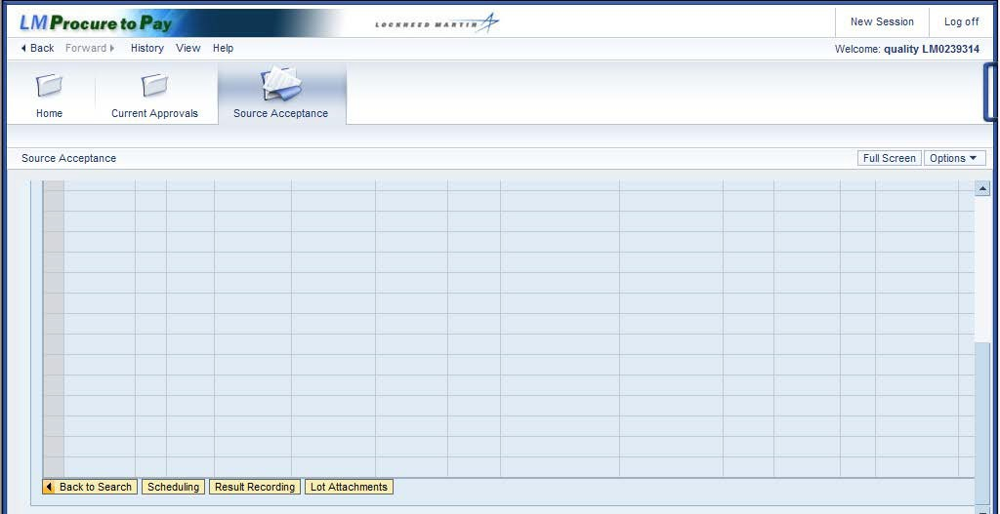 LM Procure to Pay LOCKHEED MARTIN New Session Log off
Back Forward History View Help Welcome: quality LM0239314
Home Current Approvals Source Acceptance
Source Acceptance Full Screen Options
Back to Search Scheduling Result Recording Lot Attachments